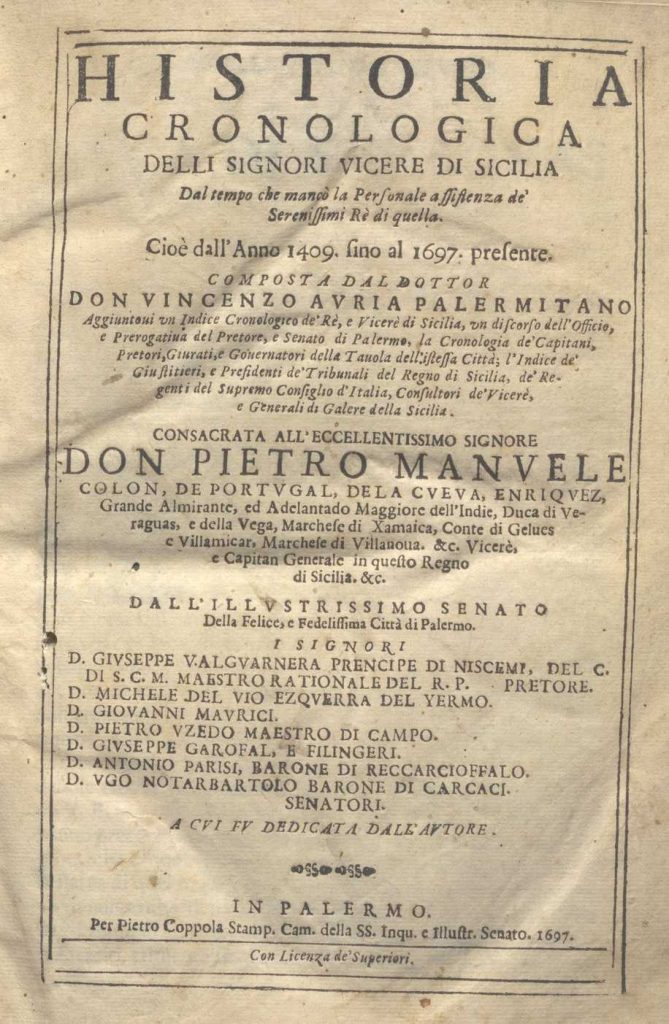 HISTORIA
CRONOLOGICA
DELLI SIGNORI VICERE DI SICILIA
Dal tempo che mancò la Personale assistenza de'
Serenissimi Rè di quella.
Cioè dall'Anno 1409. sino al 1697. presente.
COMPOSTA DAL DOTTOR
DON VINCENZO AVRIA PALERMITANO
Aggiuntoui vn Indice Cronologico de'Rè, e Vicerè di Sicilia, vn discorso dell'Officio,
e Prerogatiua del Pretore, e Senato di Palermo, la Cronologia de'Capitani,
Pretori, Giurati, e Gouernatori della Tauola dell'istessa Città; l'Indice de'
Giustitieri, e Presidenti de'Tribunali del Regno di Sicilia, de'Re-
genti del Supremo Consiglio d'Italia, Consultori de'Vicerè,
e Generali di Galere della Sicilia.
CONSACRATA ALL'ECCELLENTISSIMO SIGNORE
DON PIETRO MANVELE
COLON, DE PORTVGAL, DELA CVEVA, ENRIQVEZ,
Grande Almirante, ed Adelantado Maggiore dell'Indie, Duca di Ve-
raguas, e della Vega, Marchese di Xamaica, Conte di Gelues
e Villamicar, Marchese di Villanoua. &c. Vicerè,
e Capitan Generale in questo Regno
di Sicilia. &c.
DALL'ILLVSTRISSIMO SENATO
Della Felice, e Fedelissima Città di Palermo.
I SIGNORI
D. GIVSEPPE VALGVARNERA PRENCIPE DI NISCEMI, DEL C.
DI S. C. M. MAESTRO RATIONALE DEL R. P. PRETORE.
D. MICHELE DEL VIO EZQVERRA DEL YERMO.
D. GIOVANNI MAVRICI.
D. PIETRO VZEDO MAESTRO DI CAMPO.
D. GIVSEPPE GAROFAL, E FILINGERI.
D. ANTONIO PARISI, BARONE DI RECCARCIOFFALO.
D. VGO NOTARBARTOLO BARONE DI CARCACI.
SENATORI.
A CVI FV DEDICATA DALL'AVTORE.
IN PALERMO.
Per Pietro Coppola Stamp. Cam. della SS. Inqu. e Illustr. Senato. 1697.
Con Licenza de'Superiori.